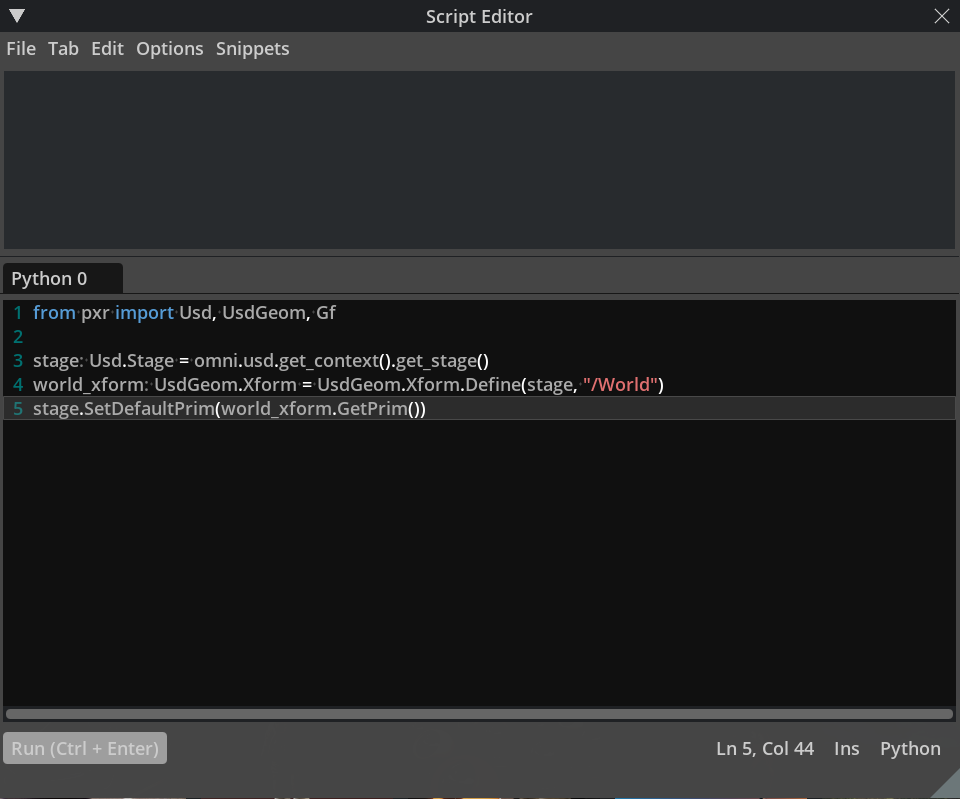 Script Editor
File Tab Edit Options Snippets
Python 0
1 from pxr import Usd, UsdGeom, Gf
2
3 stage: Usd.Stage = omni.usd.get_context().get_stage()
4 world_xform: UsdGeom.Xform = UsdGeom.Xform.Define(stage, "/World")
5 stage.SetDefaultPrim(world_xform.GetPrim())
Run (Ctrl + Enter) Ln 5, Col 44 Ins Python